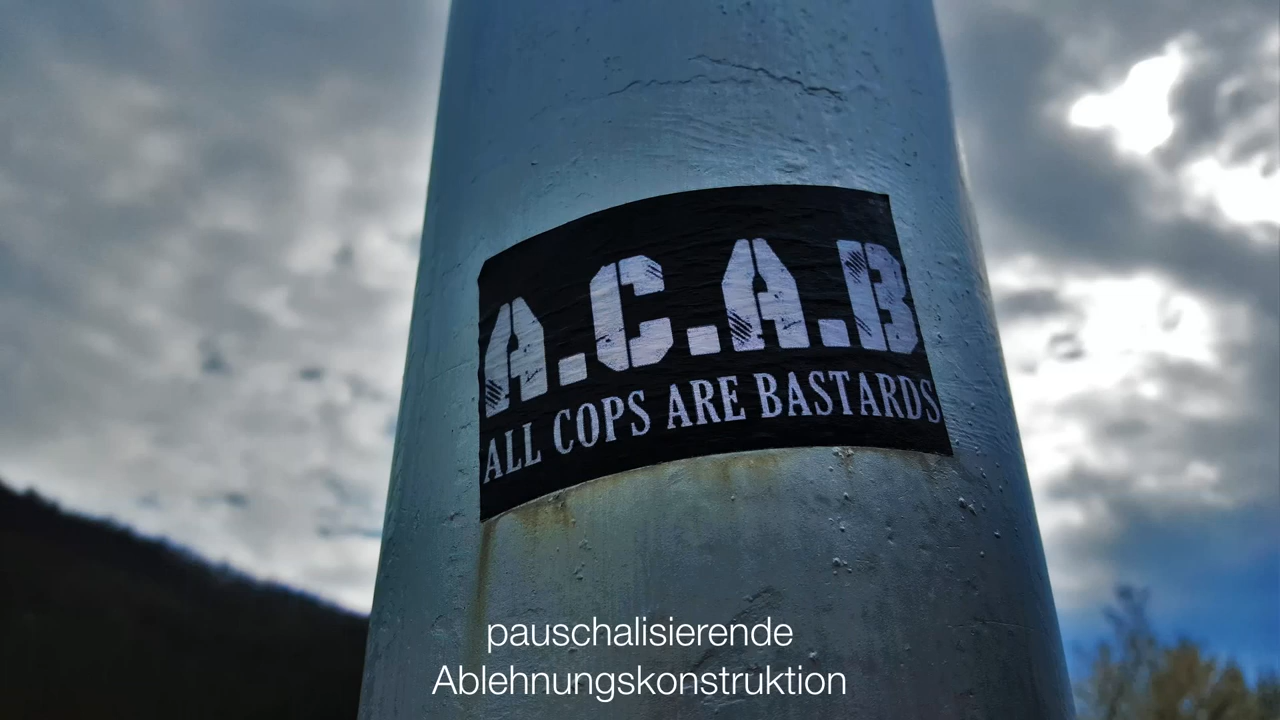 A.C.A.B
ALL COPS ARE BASTARDS
pauschalisierende
Ablehnungskonstruktion